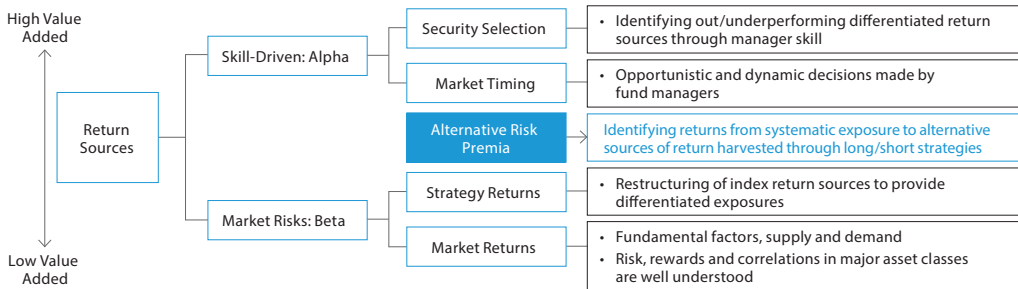 High Value
Added
Low Value
Added
Return
Sources
Skill-Driven: Alpha
Market Risks: Beta
Security Selection
• Identifying out/underperforming differentiated return
sources through manager skill
Market Timing
• Opportunistic and dynamic decisions made by
fund managers
Alternative Risk
Premia
Identifying returns from systematic exposure to alternative
sources of return harvested through long/short strategies
Strategy Returns
• Restructuring of index return sources to provide
differentiated exposures
Market Returns
• Fundamental factors, supply and demand
• Risk, rewards and correlations in major asset classes
are well understood